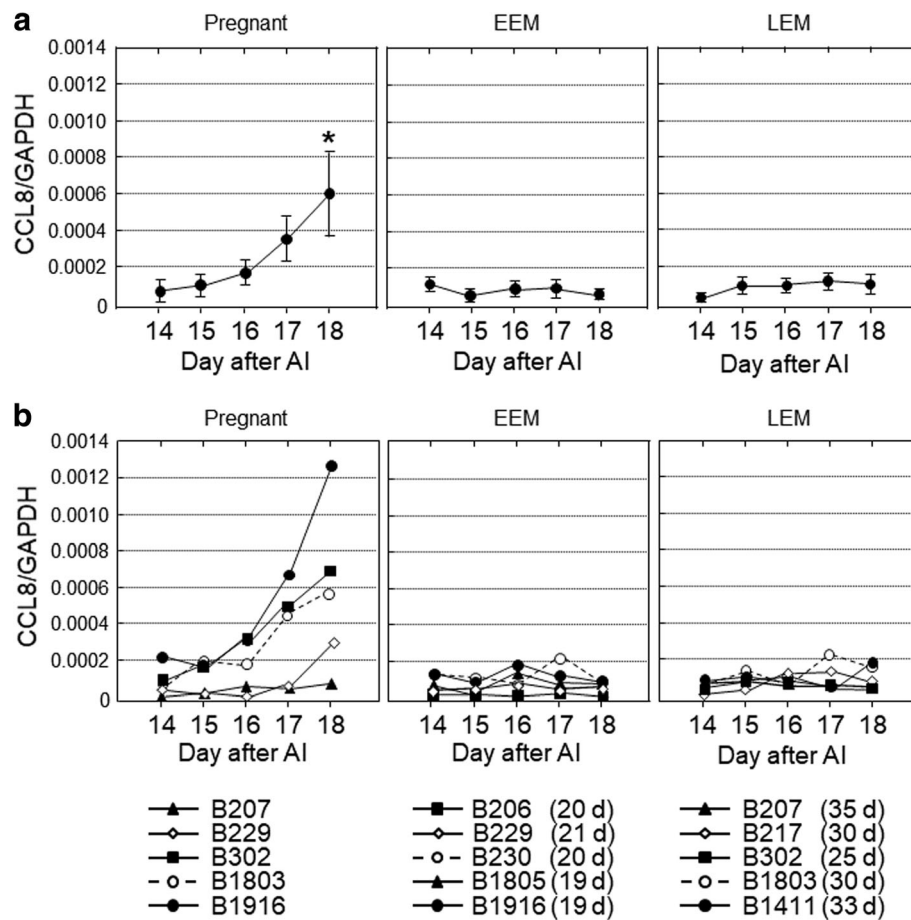 a
Pregnant EEM LEM
0.0014
0.0012
0.0010
0.0008
0.0006
0.0004
0.0002
0
CCL8/GAPDH
*
14 15 16 17 18 14 15 16 17 18 14 15 16 17 18
Day after AI Day after AI Day after AI
b
Pregnant EEM LEM
0.0014
0.0012
0.0010
0.0008
0.0006
0.0004
0.0002
0
CCL8/GAPDH
14 15 16 17 18 14 15 16 17 18 14 15 16 17 18
Day after AI Day after AI Day after AI
B207 B206 (20 d) B207 (35 d)
B229 B229 (21 d) B217 (30 d)
B302 B230 (20 d) B302 (25 d)
B1803 B1805 (19 d) B1803 (30 d)
B1916 B1916 (19 d) B1411 (33 d)